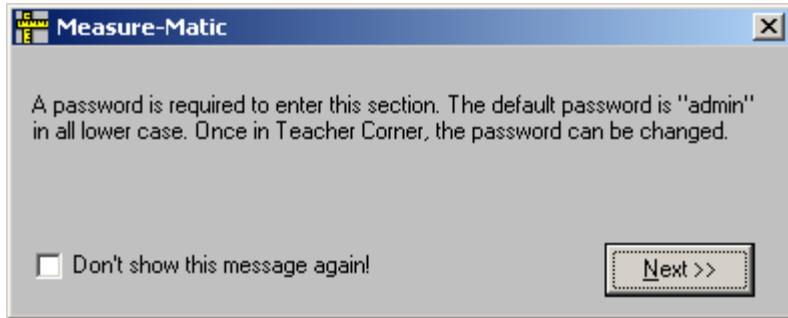 Measure-Matic
A password is required to enter this section. The default password is "admin"
in all lower case. Once in Teacher Corner, the password can be changed.
Don't show this message again!
Next >>